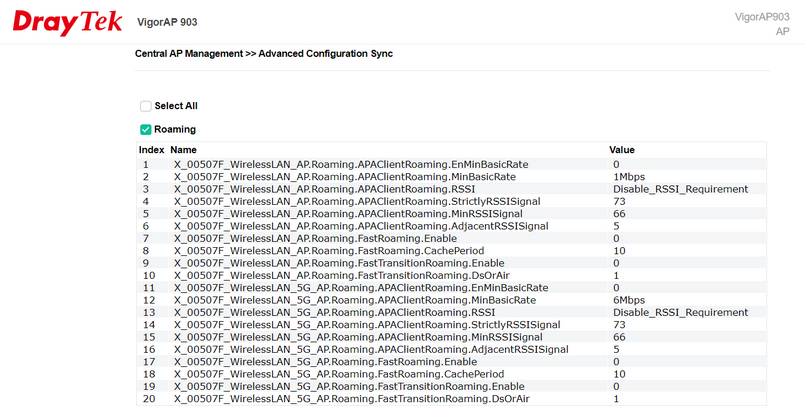 DrayTek VigorAP 903
VigorAP903
AP
Central AP Management >> Advanced Configuration Sync
Select All
Roaming
Index Name Value
1 X_00507F_WirelessLAN_AP.Roaming.APAClientRoaming.EnMinBasicRate 0
2 X_00507F_WirelessLAN_AP.Roaming.APAClientRoaming.MinBasicRate 1Mbps
3 X_00507F_WirelessLAN_AP.Roaming.APAClientRoaming.RSSI Disable_RSSI_Requirement
4 X_00507F_WirelessLAN_AP.Roaming.APAClientRoaming.StrictlyRSSISignal 73
5 X_00507F_WirelessLAN_AP.Roaming.APAClientRoaming.MinRSSISignal 66
6 X_00507F_WirelessLAN_AP.Roaming.APAClientRoaming.AdjacentRSSISignal 5
7 X_00507F_WirelessLAN_AP.Roaming.FastRoaming.Enable 0
8 X_00507F_WirelessLAN_AP.Roaming.FastRoaming.CachePeriod 10
9 X_00507F_WirelessLAN_AP.Roaming.FastTransitionRoaming.Enable 0
10 X_00507F_WirelessLAN_AP.Roaming.FastTransitionRoaming.DsOrAir 1
11 X_00507F_WirelessLAN_5G_AP.Roaming.APAClientRoaming.EnMinBasicRate 0
12 X_00507F_WirelessLAN_5G_AP.Roaming.APAClientRoaming.MinBasicRate 6Mbps
13 X_00507F_WirelessLAN_5G_AP.Roaming.APAClientRoaming.RSSI Disable_RSSI_Requirement
14 X_00507F_WirelessLAN_5G_AP.Roaming.APAClientRoaming.StrictlyRSSISignal 73
15 X_00507F_WirelessLAN_5G_AP.Roaming.APAClientRoaming.MinRSSISignal 66
16 X_00507F_WirelessLAN_5G_AP.Roaming.APAClientRoaming.AdjacentRSSISignal 5
17 X_00507F_WirelessLAN_5G_AP.Roaming.FastRoaming.Enable 0
18 X_00507F_WirelessLAN_5G_AP.Roaming.FastRoaming.CachePeriod 10
19 X_00507F_WirelessLAN_5G_AP.Roaming.FastTransitionRoaming.Enable 0
20 X_00507F_WirelessLAN_5G_AP.Roaming.FastTransitionRoaming.DsOrAir 1